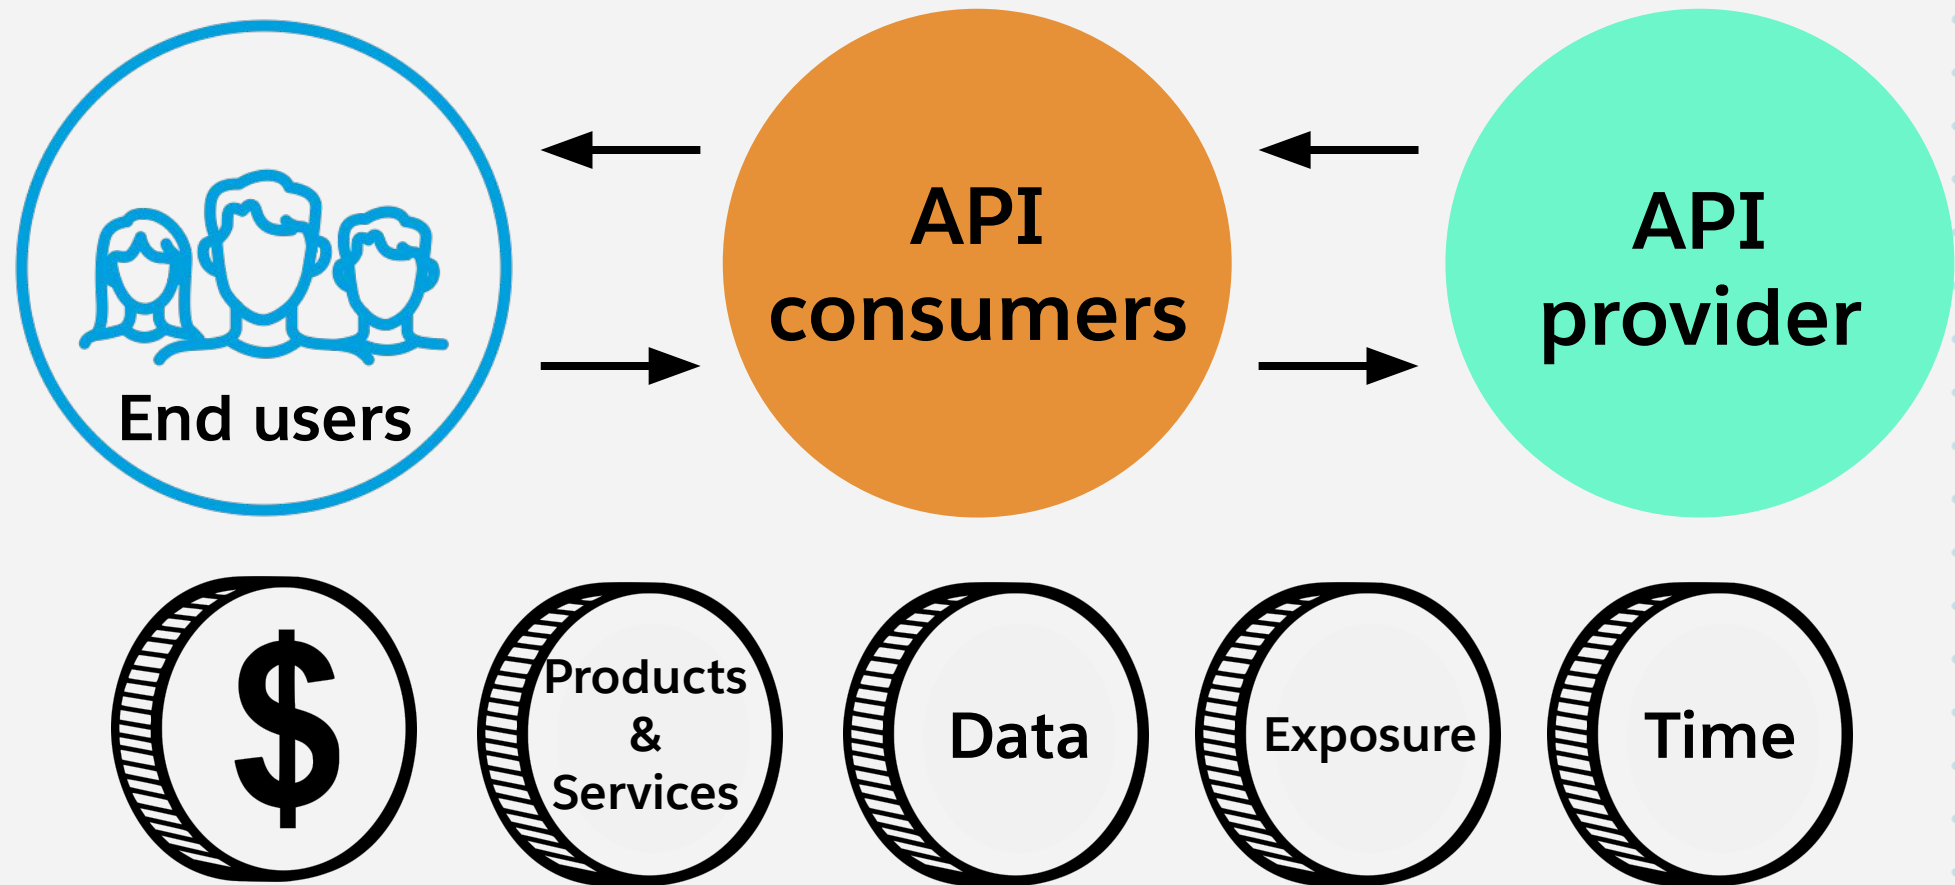 API
consumers
API
provider
End users
$
Products
&
Services
Data
Exposure
Time